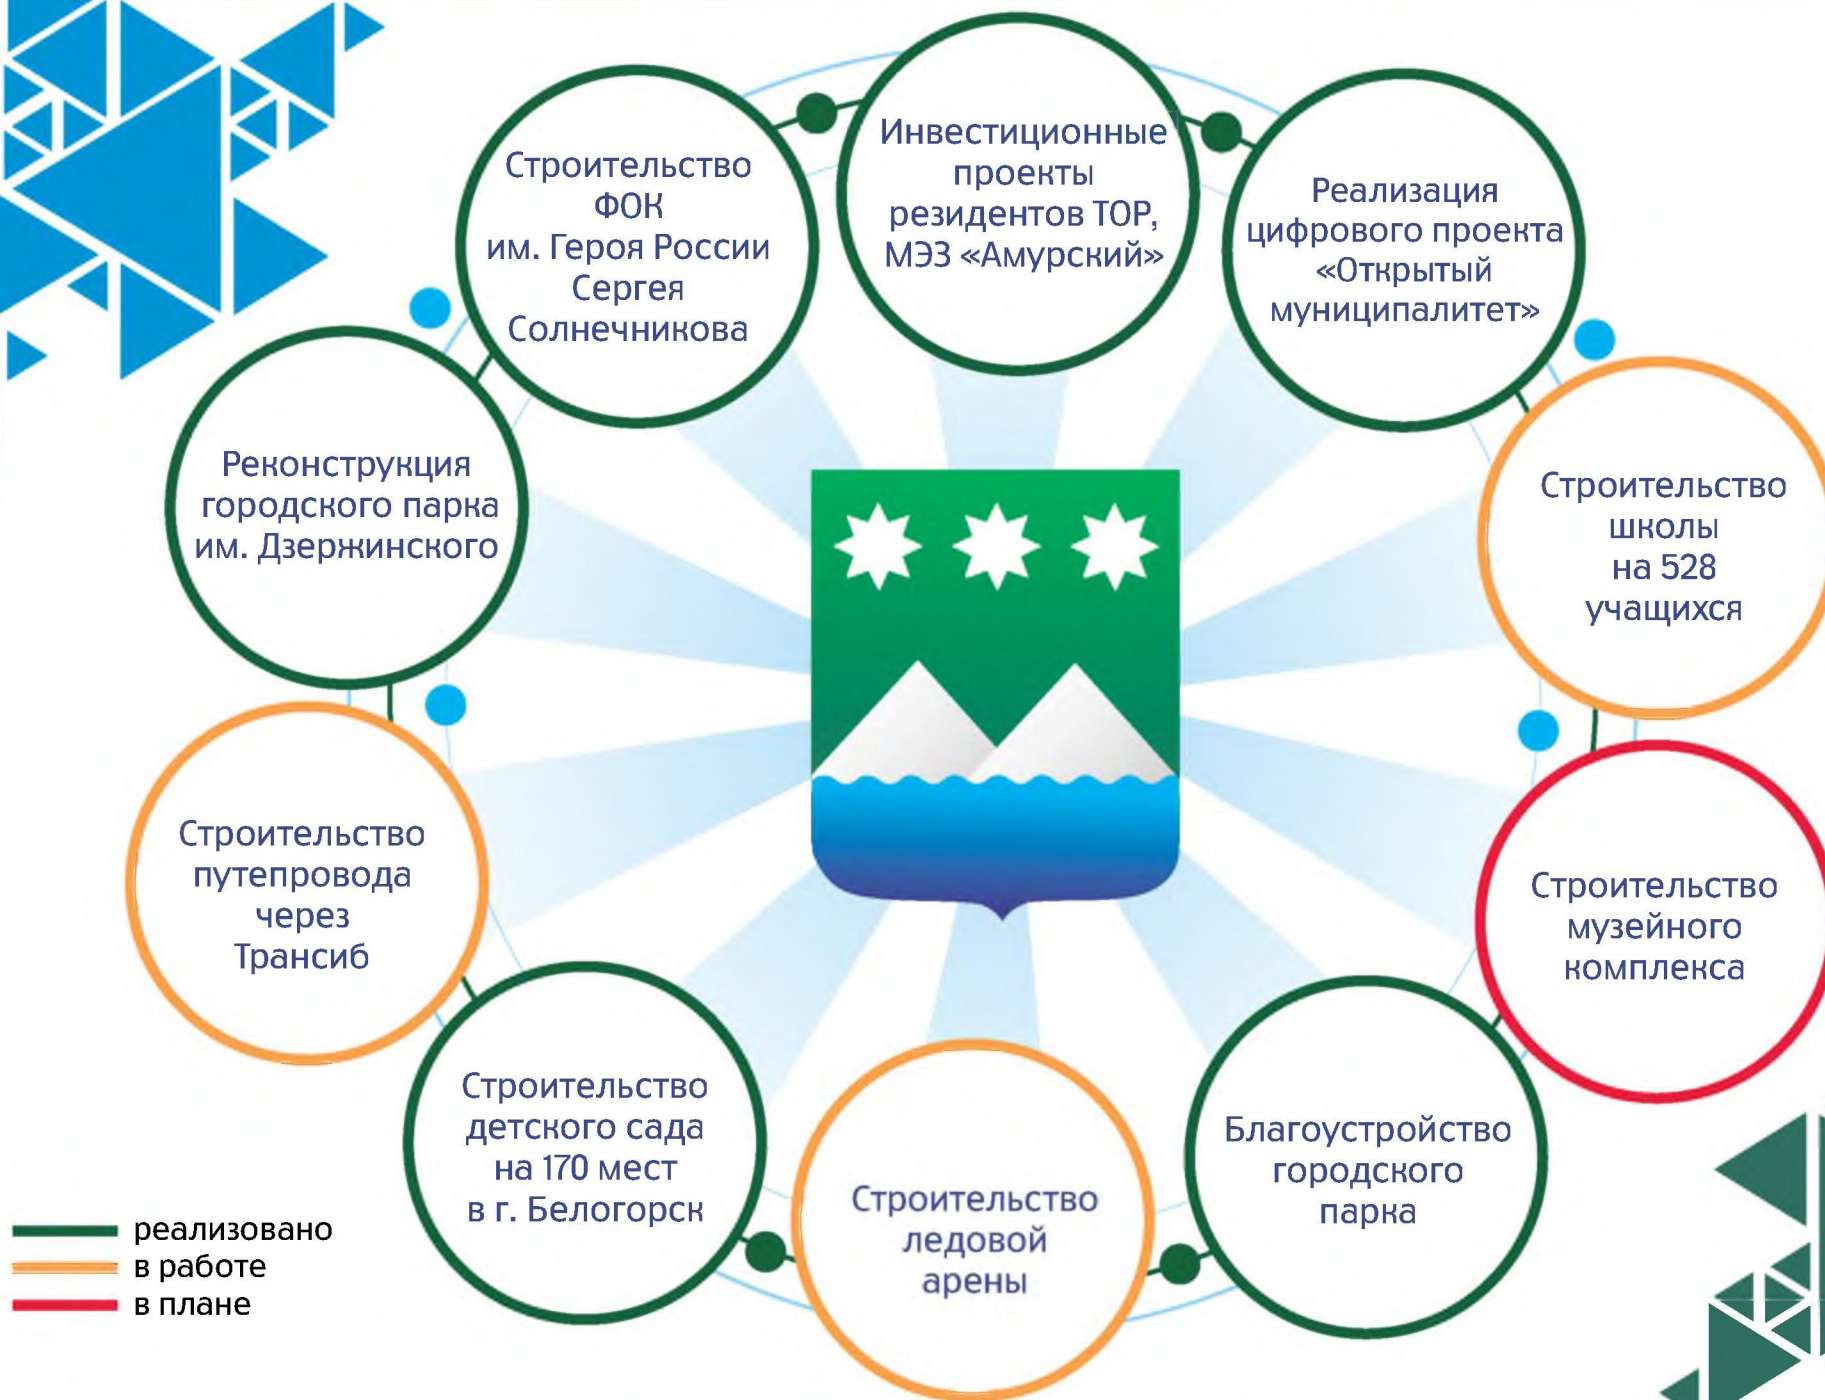 Инвестиционные
проекты
резидентов ТОР,
МЭЗ «Амурский»
Строительство
ФОК
им. Героя России
Сергея
Солнечникова
Реализация
цифрового проекта
«Открытый
муниципалитет»
Реконструкция
городского парка
им. Дзержинского
Строительство
школы
на 528
учащихся
Строительство
путепровода
через
Трансиб
Строительство
музейного
комплекса
Строительство
детского сада
на 170 мест
в г. Белогорск
Строительство
ледовой
арены
Благоустройство
городского
парка
реализовано
в работе
в плане